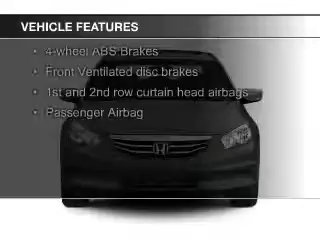 VEHICLE FEATURES
• 4-wheel ABS Brakes
• Front Ventilated disc brakes
• 1st and 2nd row curtain head airbags
• Passenger Airbag